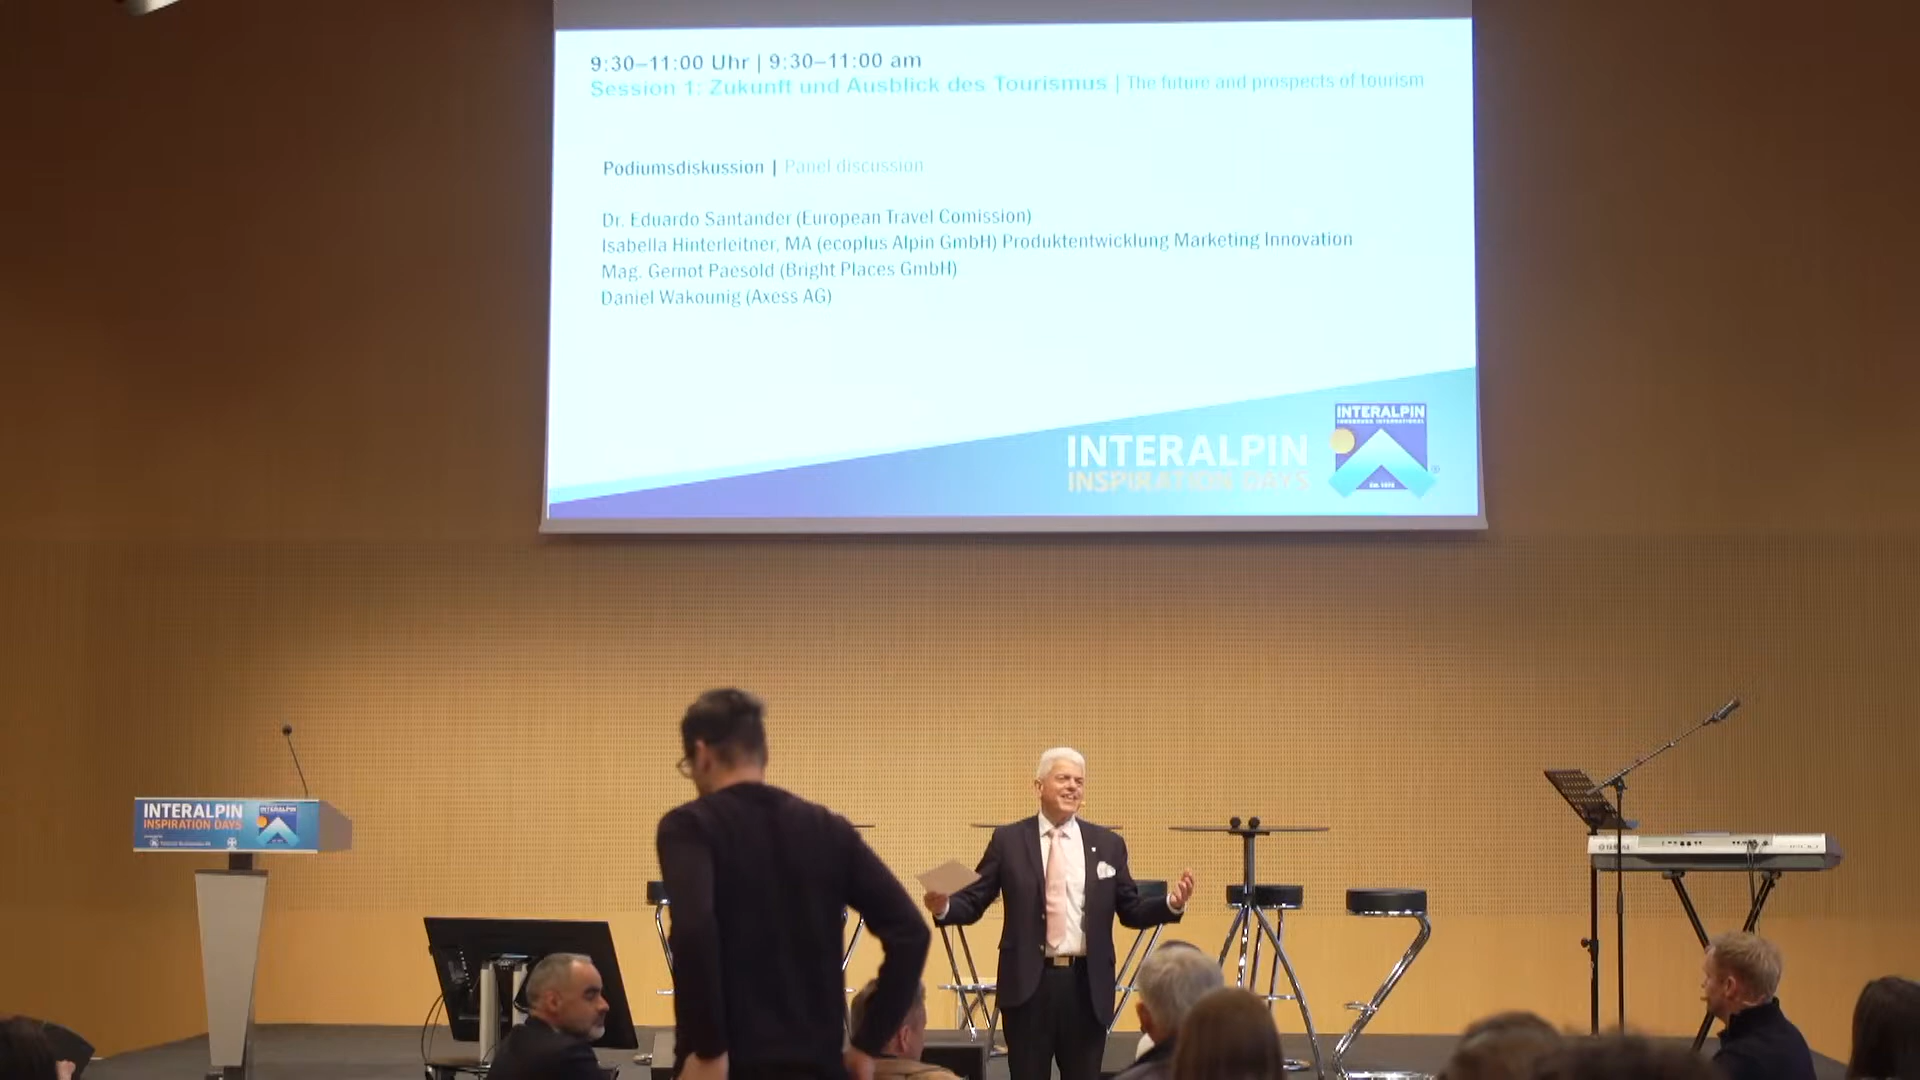 9:30–11:00 Uhr | 9:30–11:00 am
Session 1: Zukunft und Ausblick des Tourismus | The future and prospects of tourism
Podiumsdiskussion | Panel discussion
Dr. Eduardo Santander (European Travel Comission)
Isabella Hinterleitner, MA (ecoplus Alpin GmbH) Produktentwicklung Marketing Innovation
Mag. Gernot Paesold (Bright Places GmbH)
Daniel Wakounig (Axess AG)
INTERALPIN
INSPIRATION DAYS
INTERALPIN
INNSBRUCK INTERNATIONAL
INTERALPIN
INSPIRATION DAYS
INTERALPIN
YAMAHA